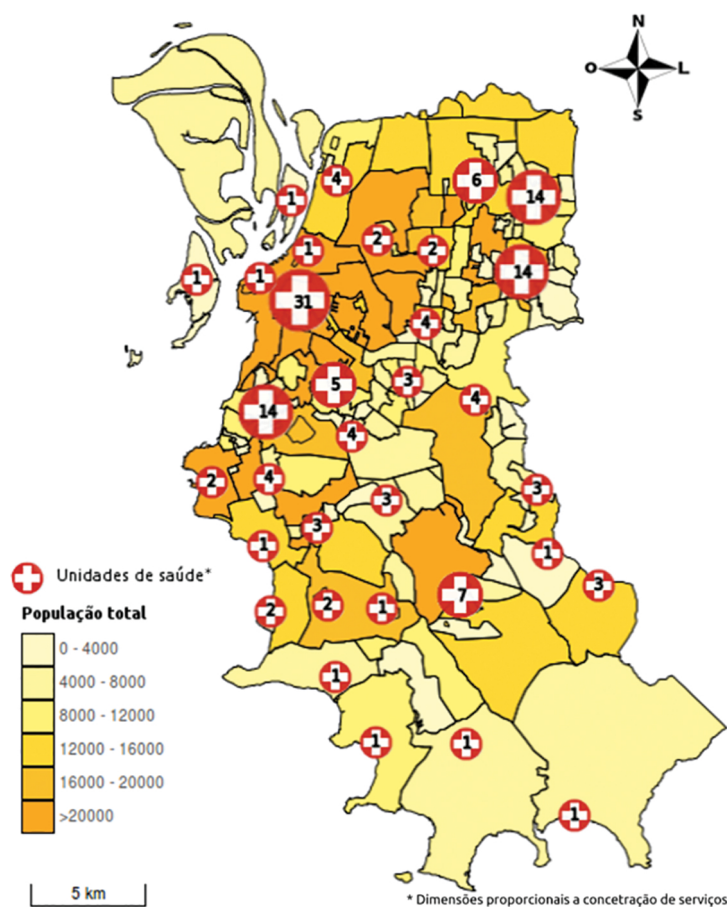 N
O L
S
4
6
1
14
1
2
2
1
1
14
31
4
5
3
4
14
4
2
4
3
3
3
1
1
3
2
2
1
7
1
1
1
1
Unidades de saúde*
População total
0 - 4000
4000 - 8000
8000 - 12000
12000 - 16000
16000 - 20000
>20000
5 km
* Dimensões proporcionais a concetração de serviços